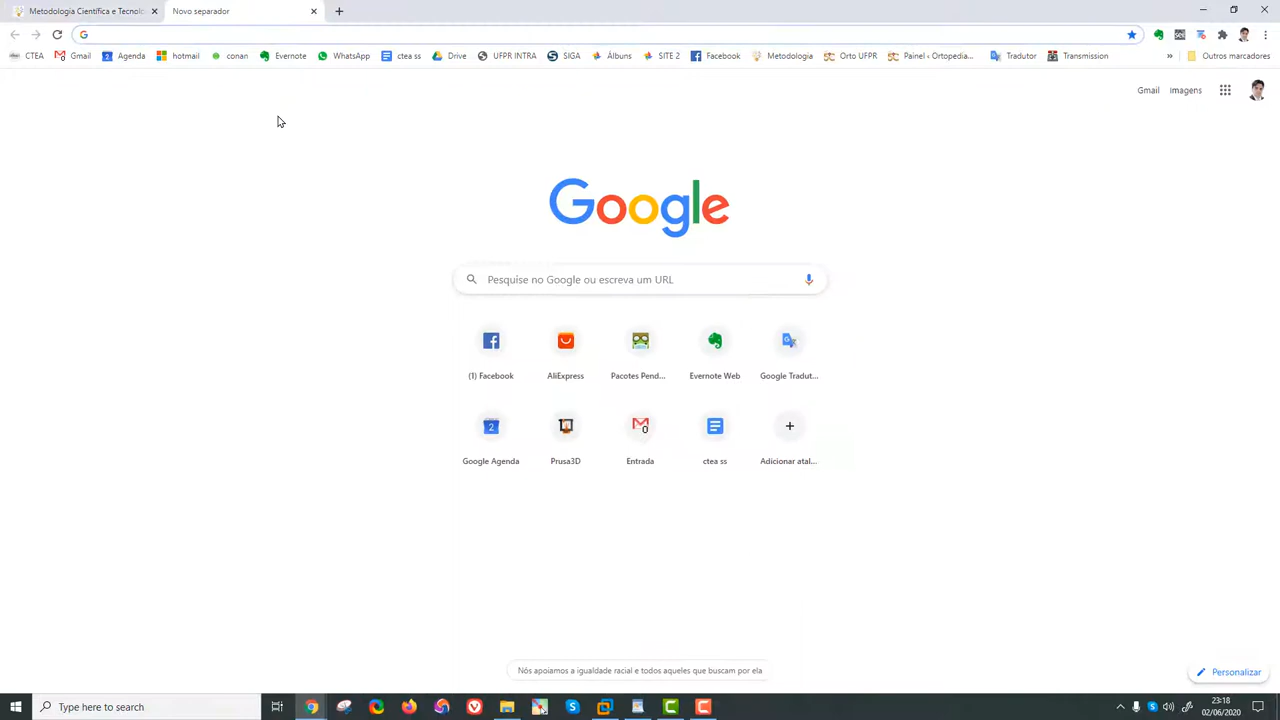 Metodologia Científica e Tecnolo
Novo separador
CTEA
Gmail
Agenda
hotmail
conan
Evernote
WhatsApp
ctea ss
Drive
UFPR INTRA
SIGA
Álbuns
SITE 2
Facebook
Metodologia
Orto UFPR
Painel ‹ Ortopedia...
Tradutor
Transmission
»
Outros marcadores
Gmail
Imagens
Google
Pesquise no Google ou escreva um URL
(1) Facebook
AliExpress
Pacotes Pend...
Evernote Web
Google Tradut...
2
Google Agenda
Prusa3D
0
Entrada
ctea ss
Adicionar atal...
Nós apoiamos a igualdade racial e todos aqueles que buscam por ela
Personalizar
Type here to search
23:18
02/06/2020